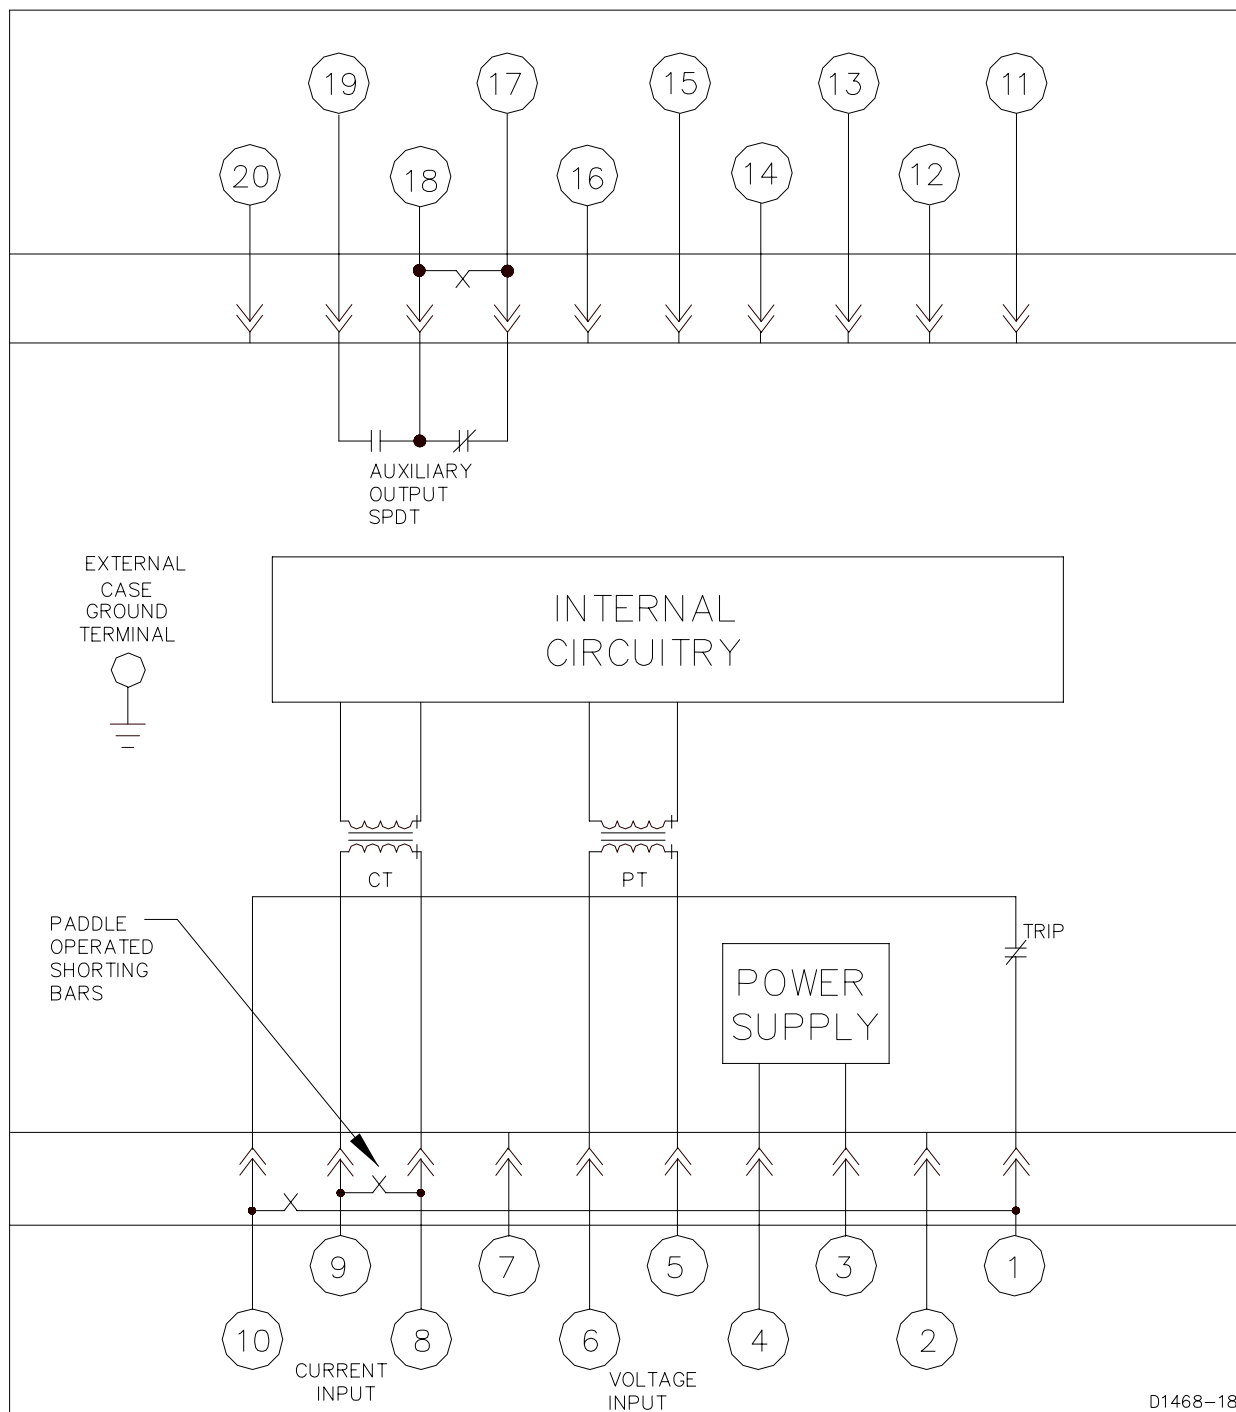 19
17
15
13
11
20
18
16
14
12
AUXILIARY
OUTPUT
SPDT
EXTERNAL
CASE
GROUND
TERMINAL
INTERNAL
CIRCUITRY
CT
PT
PADDLE
OPERATED
SHORTING
BARS
TRIP
POWER
SUPPLY
9
7
5
3
1
10
8
6
4
2
CURRENT
INPUT
VOLTAGE
INPUT
D1468-18